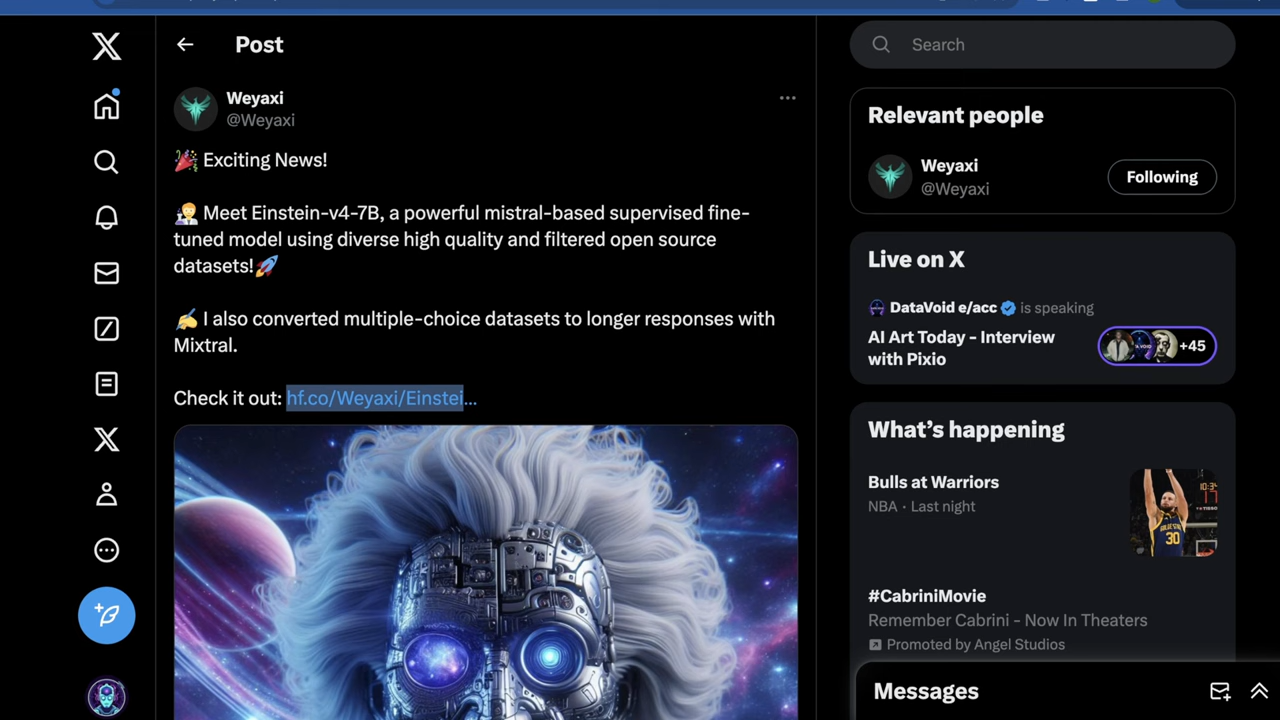 Post
Weyaxi
@Weyaxi
🎉 Exciting News!
🧑‍🔬 Meet Einstein-v4-7B, a powerful mistral-based supervised fine-
tuned model using diverse high quality and filtered open source
datasets!🚀
✍️ I also converted multiple-choice datasets to longer responses with
Mixtral.
Check it out: hf.co/Weyaxi/Einstei…
Search
Relevant people
Weyaxi
@Weyaxi
Following
Live on X
DataVoid e/acc is speaking
AI Art Today - Interview
with Pixio
+45
What’s happening
Bulls at Warriors
NBA · Last night
30
#CabriniMovie
Remember Cabrini - Now In Theaters
Promoted by Angel Studios
Messages